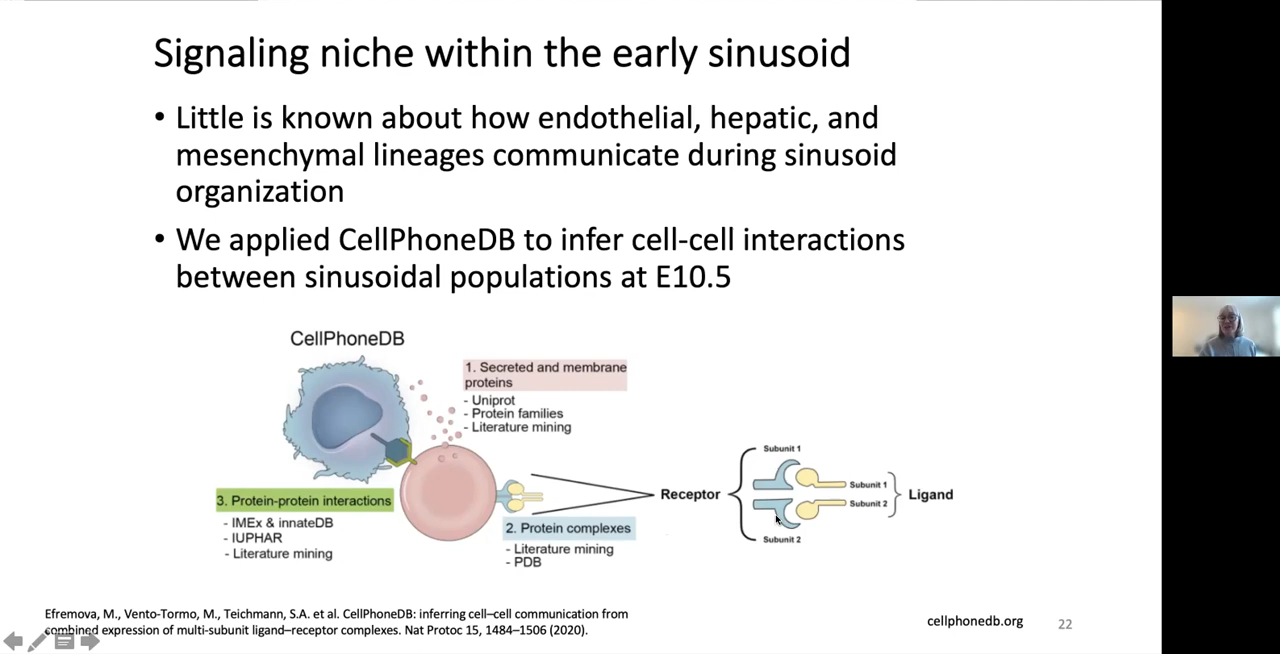 Signaling niche within the early sinusoid
• Little is known about how endothelial, hepatic, and
mesenchymal lineages communicate during sinusoid
organization
• We applied CellPhoneDB to infer cell-cell interactions
between sinusoidal populations at E10.5
CellPhoneDB
1. Secreted and membrane
proteins
- Uniprot
- Protein families
- Literature mining
3. Protein-protein interactions
- IMEx & innateDB
- IUPHAR
- Literature mining
2. Protein complexes
- Literature mining
- PDB
Receptor
Subunit 1
Subunit 2
Subunit 1
Subunit 2
Ligand
Efremova, M., Vento-Tormo, M., Teichmann, S.A. et al. CellPhoneDB: inferring cell–cell communication from
combined expression of multi-subunit ligand–receptor complexes. Nat Protoc 15, 1484–1506 (2020).
cellphonedb.org
22